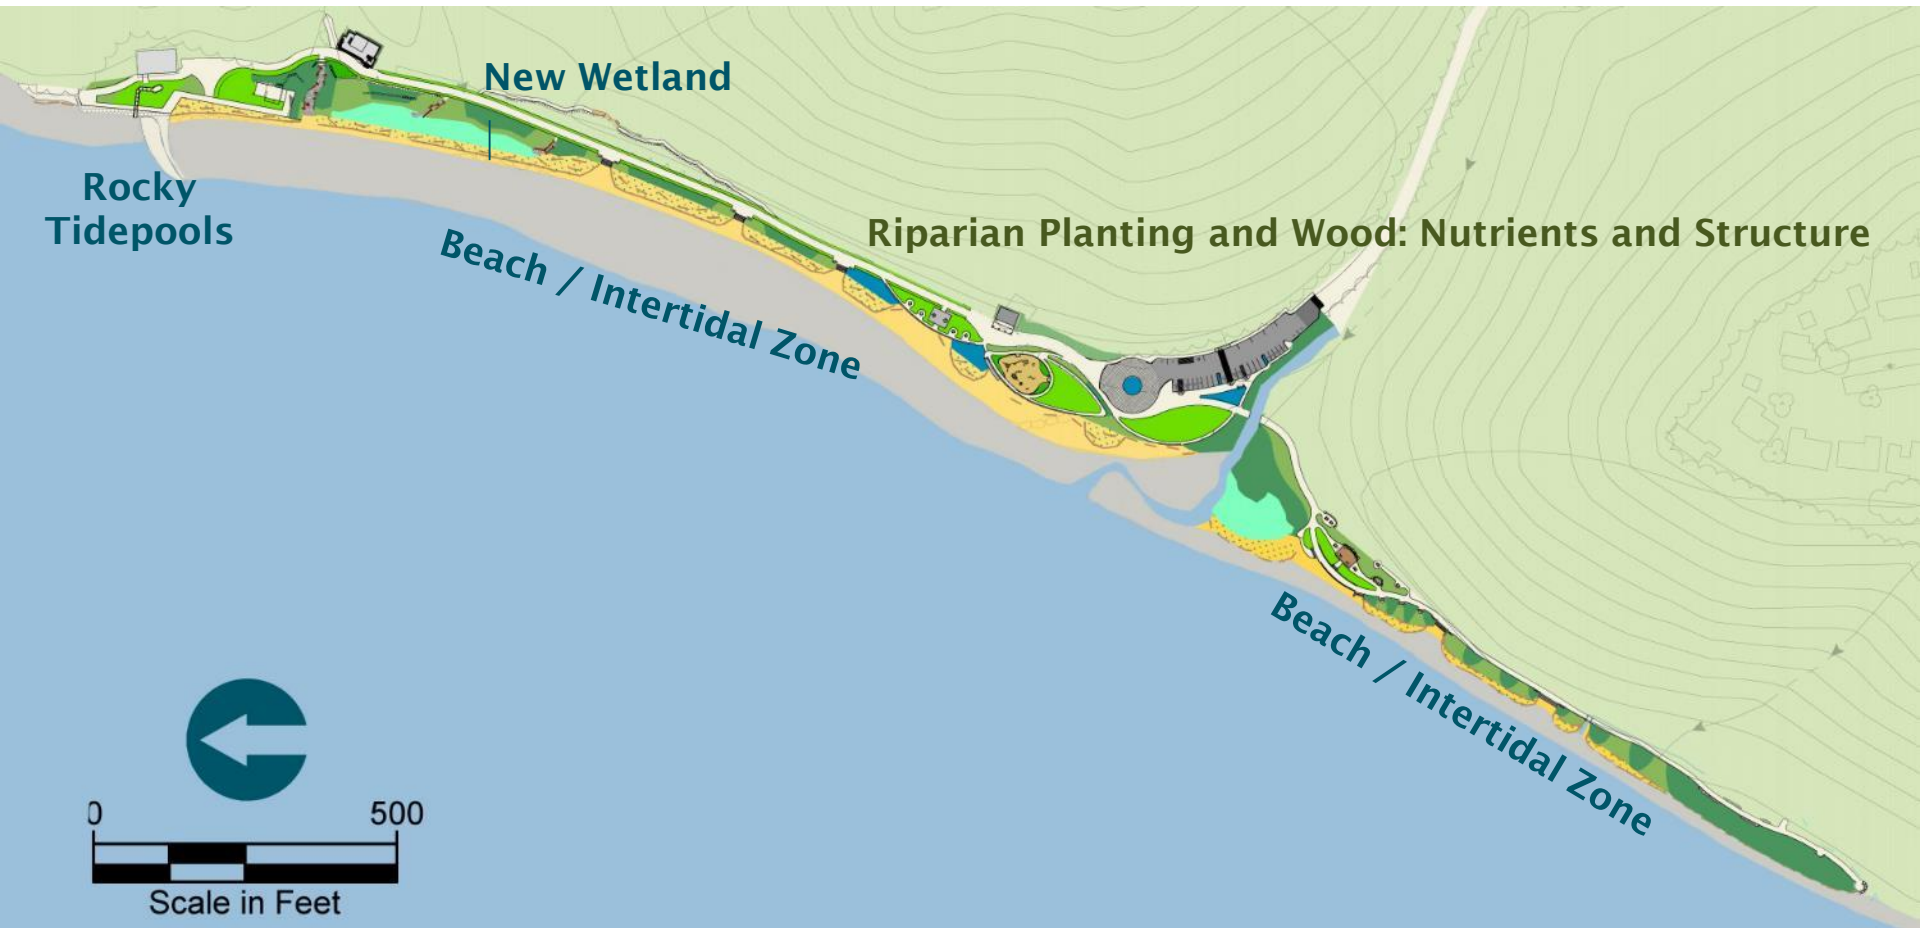 New Wetland
Rocky
Tidepools
Riparian Planting and Wood: Nutrients and Structure
Beach / Intertidal Zone
Beach / Intertidal Zone
0 500
Scale in Feet